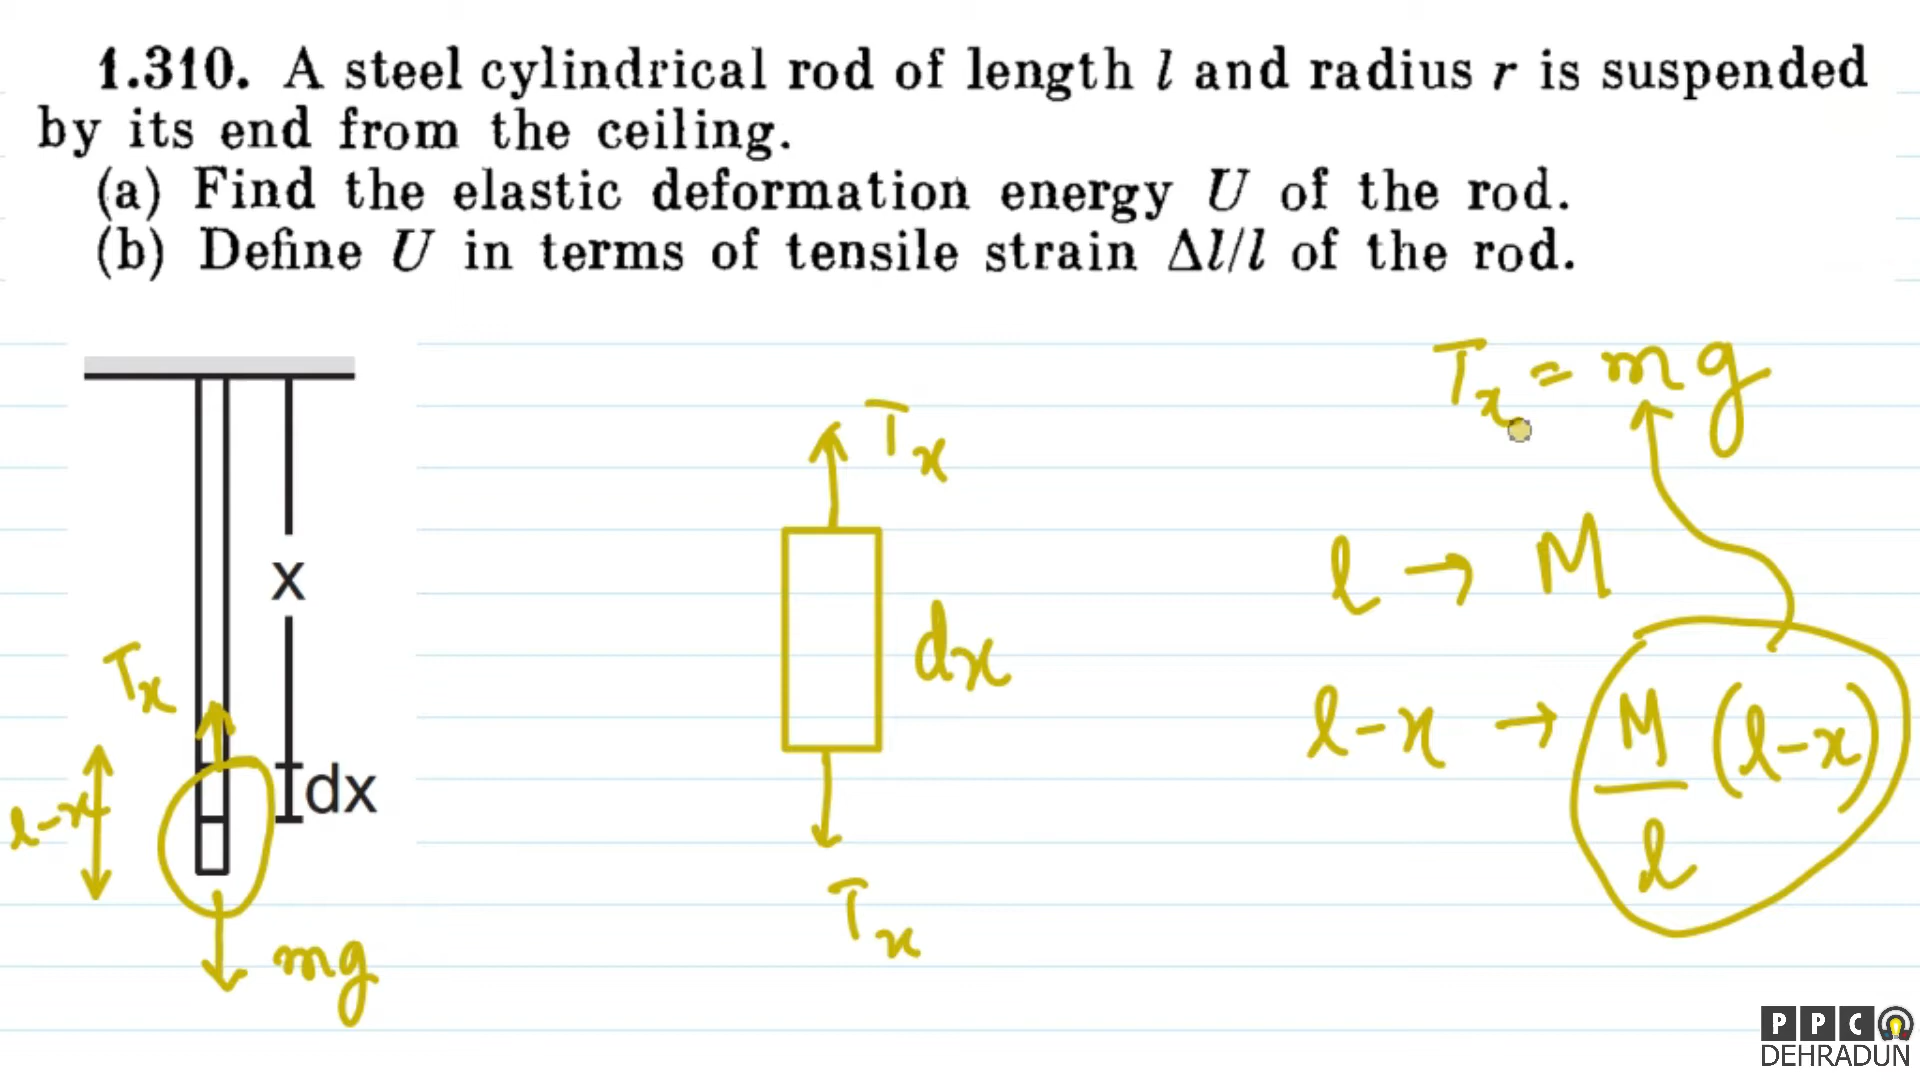 1.310. A steel cylindrical rod of length l and radius r is suspended
by its end from the ceiling.
(a) Find the elastic deformation energy U of the rod.
(b) Define U in terms of tensile strain Δl/l of the rod.
x
dx
Tx
l-x
mg
Tx
dx
Tx
Tx = mg
l → M
l-x → M/l (l-x)
PPC
DEHRADUN